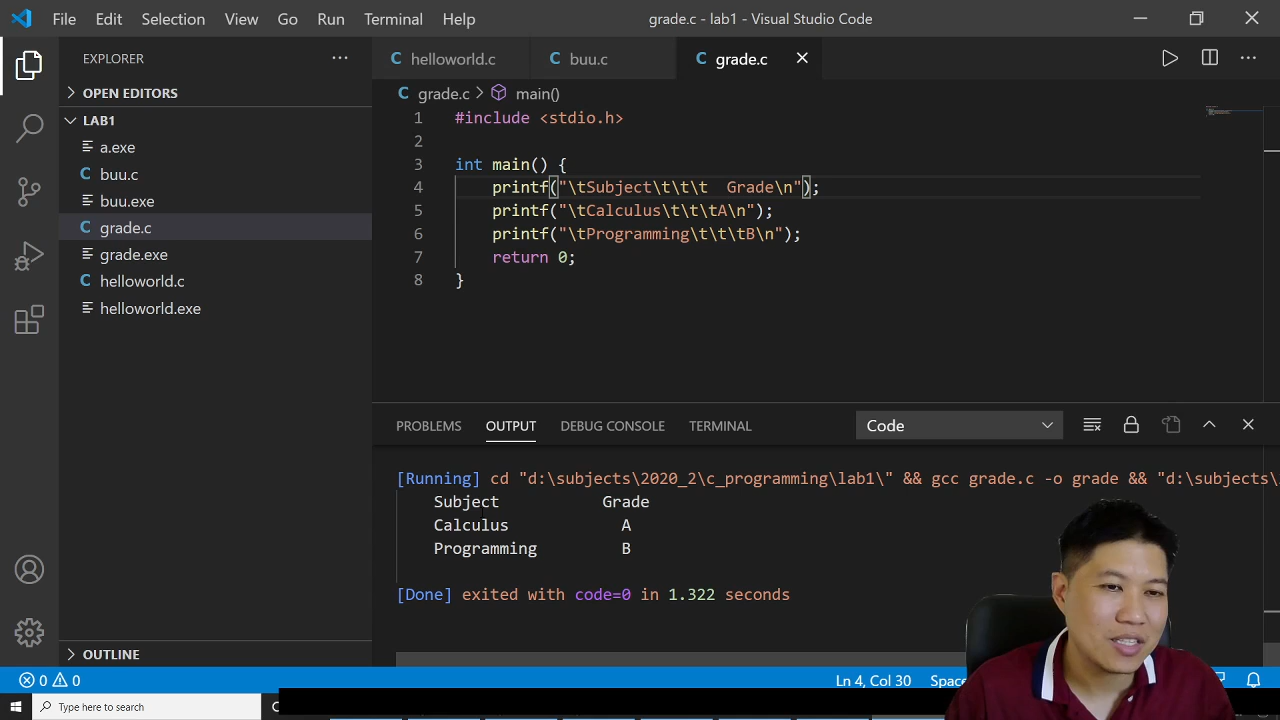 File Edit Selection View Go Run Terminal Help grade.c - lab1 - Visual Studio Code
EXPLORER
OPEN EDITORS
LAB1
a.exe
C buu.c
buu.exe
C grade.c
grade.exe
C helloworld.c
helloworld.exe
OUTLINE
C helloworld.c C buu.c C grade.c
C grade.c > main()
1 #include <stdio.h>
2
3 int main() {
4 printf("\tSubject\t\t\t  Grade\n");
5 printf("\tCalculus\t\t\tA\n");
6 printf("\tProgramming\t\t\tB\n");
7 return 0;
8 }
PROBLEMS OUTPUT DEBUG CONSOLE TERMINAL Code
[Running] cd "d:\subjects\2020_2\c_programming\lab1\" && gcc grade.c -o grade && "d:\subjects\
Subject Grade
Calculus A
Programming B
[Done] exited with code=0 in 1.322 seconds
0 0 Ln 4, Col 30
Type here to search